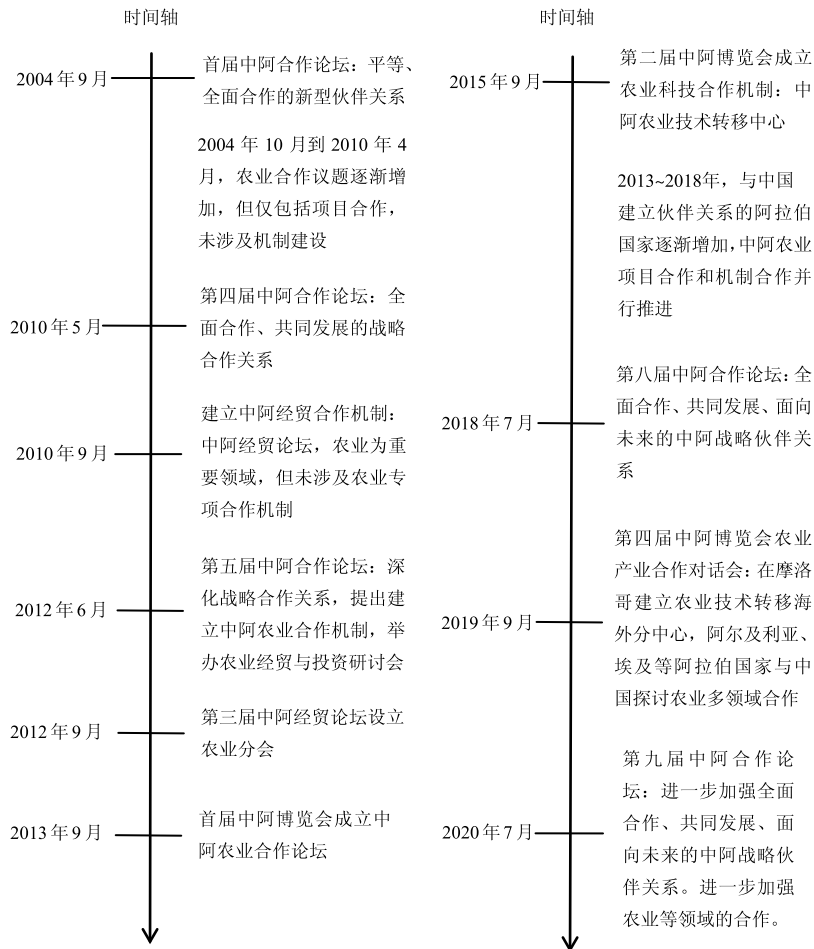 时间轴
2004年9月
首届中阿合作论坛：平等、
全面合作的新型伙伴关系
2004 年 10 月到 2010 年 4
月，农业合作议题逐渐增
加，但仅包括项目合作，
未涉及机制建设
2010年5月
第四届中阿合作论坛：全
面合作、共同发展的战略
合作关系
2010年9月
建立中阿经贸合作机制：
中阿经贸论坛，农业为重
要领域，但未涉及农业专
项合作机制
2012年6月
第五届中阿合作论坛：深
化战略合作关系，提出建
立中阿农业合作机制，举
办农业经贸与投资研讨会
2012年9月
第三届中阿经贸论坛设立
农业分会
2013年9月
首届中阿博览会成立中
阿农业合作论坛
时间轴
2015年9月
第二届中阿博览会成立
农业科技合作机制：中
阿农业技术转移中心
2013~2018年，与中国
建立伙伴关系的阿拉伯
国家逐渐增加,中阿农业
项目合作和机制合作并
行推进
2018年7月
第八届中阿合作论坛：全
面合作、共同发展、面向
未来的中阿战略伙伴关
系
2019年9月
第四届中阿博览会农业
产业合作对话会：在摩洛
哥建立农业技术转移海
外分中心，阿尔及利亚、
埃及等阿拉伯国家与中
国探讨农业多领域合作
2020年7月
第九届中阿合作论
坛：进一步加强全面
合作、共同发展、面
向未来的中阿战略伙
伴关系。进一步加强
农业等领域的合作。